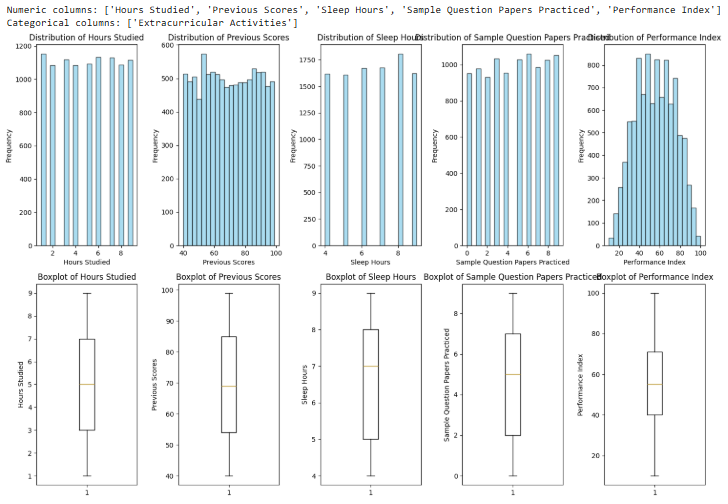 Numeric columns: ['Hours Studied', 'Previous Scores', 'Sleep Hours', 'Sample Question Papers Practiced', 'Performance Index']
Categorical columns: ['Extracurricular Activities']
Distribution of Hours Studied
Distribution of Previous Scores
Distribution of Sleep Hours
Distribution of Sample Question Papers Practiced
Distribution of Performance Index
1200
1000
800
600
400
200
0
Frequency
2 4 6 8
Hours Studied
600
500
400
300
200
100
0
Frequency
40 60 80 100
Previous Scores
1750
1500
1250
1000
750
500
250
0
Frequency
4 6 8
Sleep Hours
1000
800
600
400
200
0
Frequency
0 2 4 6 8
Sample Question Papers Practiced
800
700
600
500
400
300
200
100
0
Frequency
20 40 60 80 100
Performance Index
Boxplot of Hours Studied
Boxplot of Previous Scores
Boxplot of Sleep Hours
Boxplot of Sample Question Papers Practiced
Boxplot of Performance Index
9
8
7
6
5
4
3
2
1
Hours Studied
1
100
90
80
70
60
50
40
Previous Scores
1
9
8
7
6
5
4
Sleep Hours
1
8
6
4
2
0
Sample Question Papers Practiced
1
100
80
60
40
20
Performance Index
1